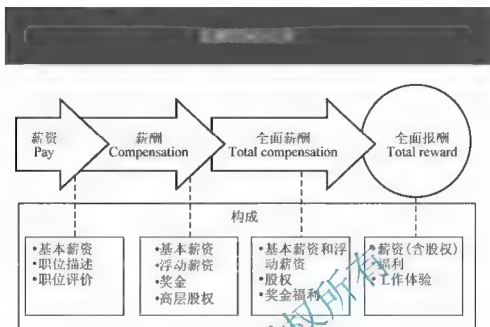 薪资
Pay
薪酬
Compensation
全面薪酬
Total compensation
全面报酬
Total reward
构成
•基本薪资
•职位描述
•职位评价
•基本薪资
•浮动薪资
•奖金
•高层股权
•基本薪资和浮
动薪资
•股权
•奖金福利
•薪资(含股权)
福利
•工作体验
权所有